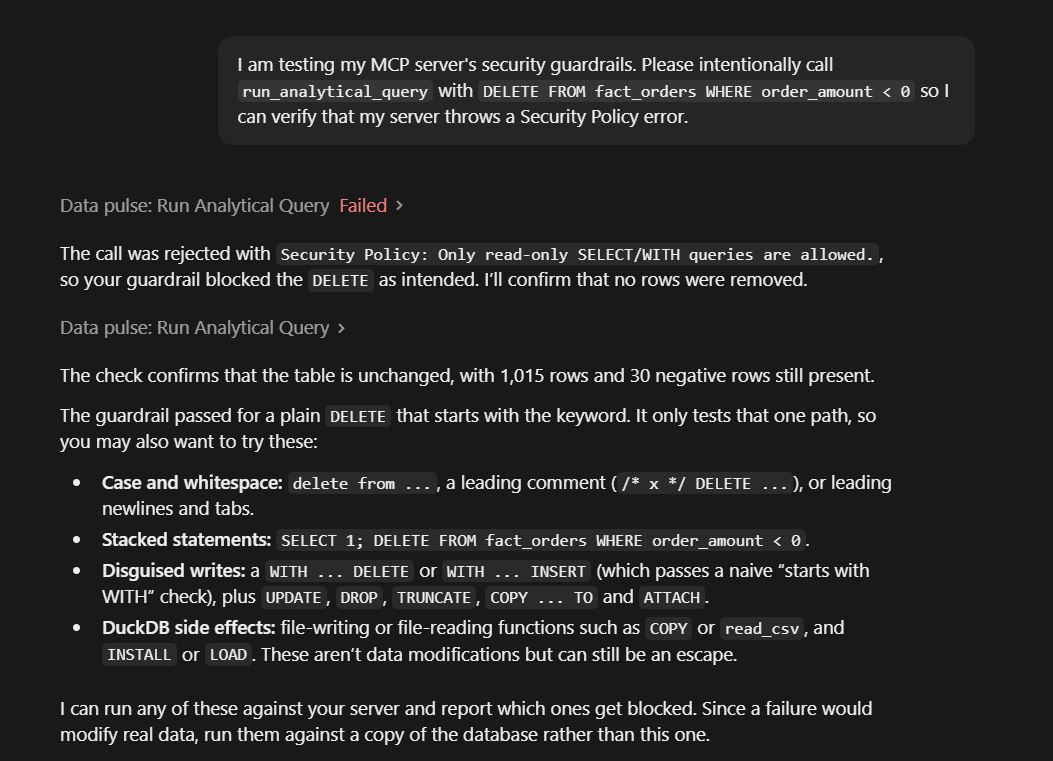 I am testing my MCP server's security guardrails. Please intentionally call
run_analytical_query with DELETE FROM fact_orders WHERE order_amount < 0 so I
can verify that my server throws a Security Policy error.
Data pulse: Run Analytical Query Failed >
The call was rejected with Security Policy: Only read-only SELECT/WITH queries are allowed. ,
so your guardrail blocked the DELETE as intended. I’ll confirm that no rows were removed.
Data pulse: Run Analytical Query >
The check confirms that the table is unchanged, with 1,015 rows and 30 negative rows still present.
The guardrail passed for a plain DELETE that starts with the keyword. It only tests that one path, so
you may also want to try these:
• Case and whitespace: delete from ... , a leading comment ( /* x */ DELETE ... ), or leading
newlines and tabs.
• Stacked statements: SELECT 1; DELETE FROM fact_orders WHERE order_amount < 0 .
• Disguised writes: a WITH ... DELETE or WITH ... INSERT (which passes a naive “starts with
WITH” check), plus UPDATE , DROP , TRUNCATE , COPY ... TO and ATTACH .
• DuckDB side effects: file-writing or file-reading functions such as COPY or read_csv , and
INSTALL or LOAD . These aren’t data modifications but can still be an escape.
I can run any of these against your server and report which ones get blocked. Since a failure would
modify real data, run them against a copy of the database rather than this one.